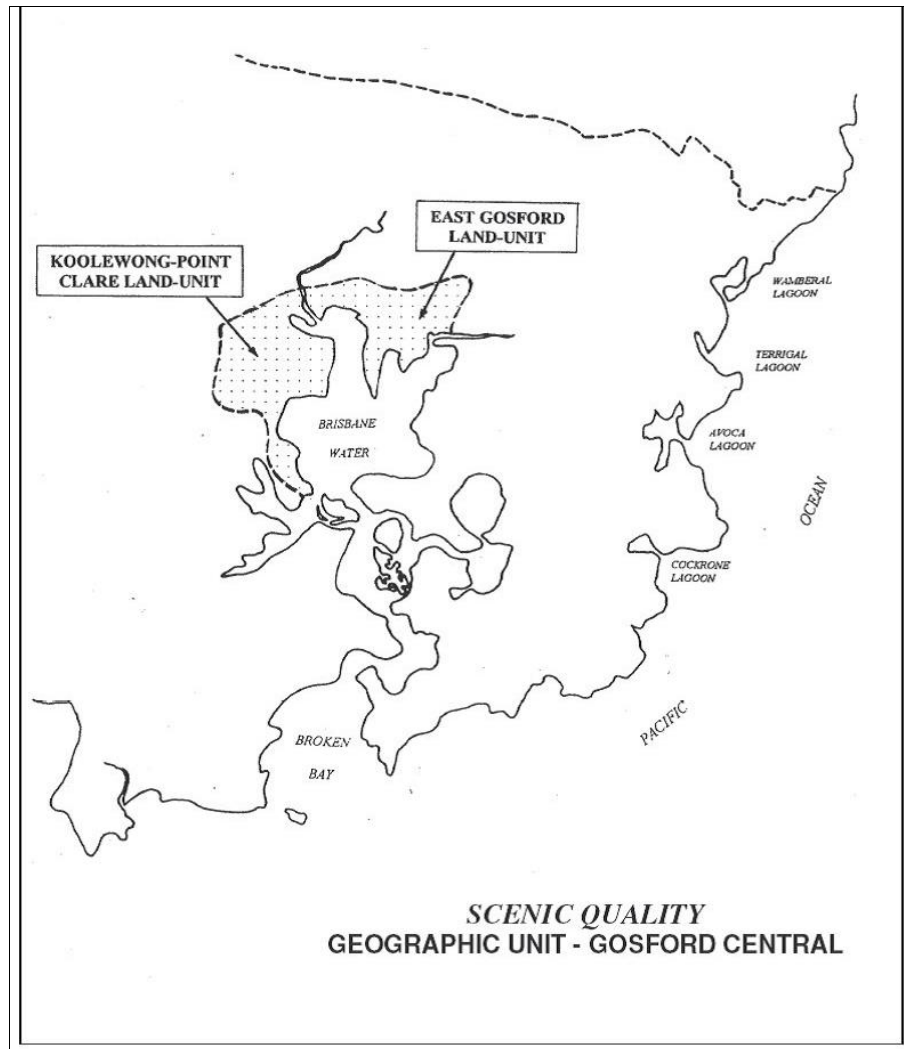 EAST GOSFORD
LAND-UNIT
KOOLEWONG-POINT
CLARE LAND-UNIT
WAMBERAL
LAGOON
TERRIGAL
LAGOON
BRISBANE
WATER
AVOCA
LAGOON
OCEAN
COCKRONE
LAGOON
PACIFIC
BROKEN
BAY
SCENIC QUALITY
GEOGRAPHIC UNIT - GOSFORD CENTRAL